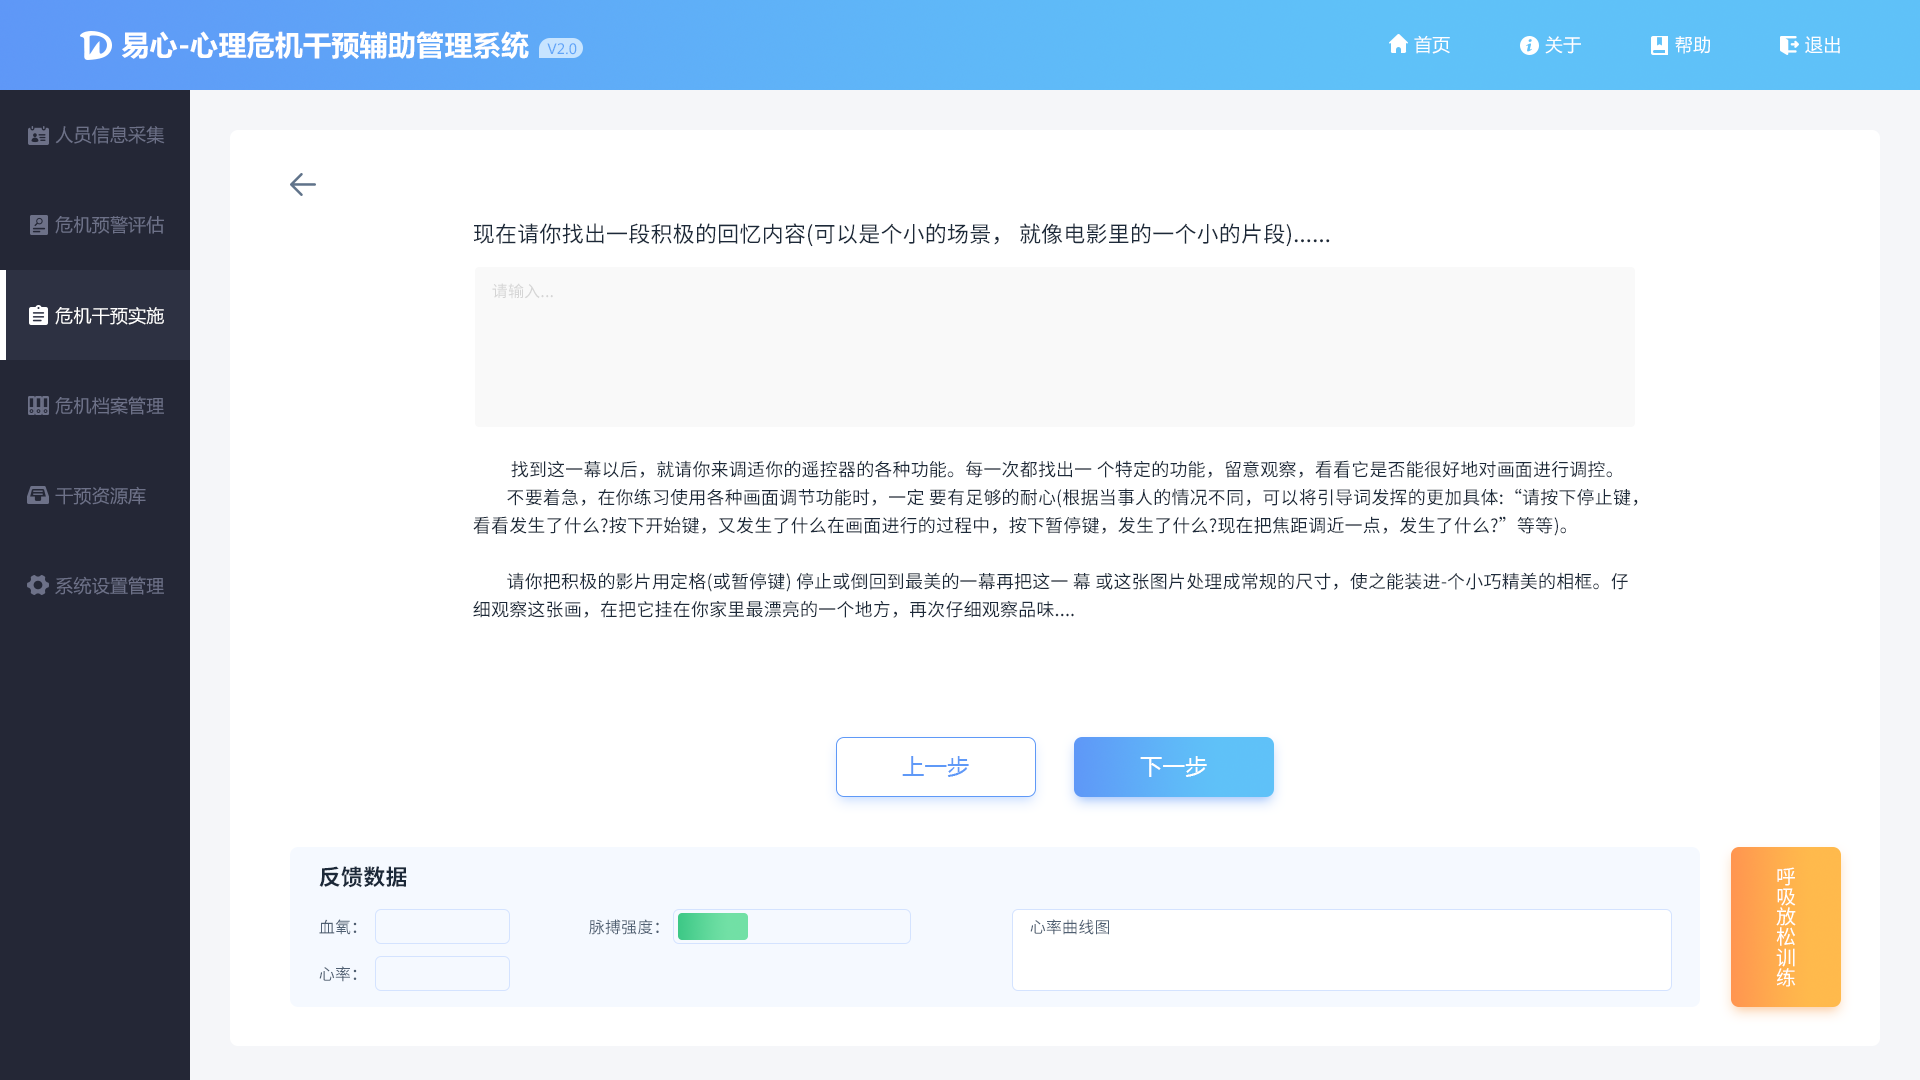 易心-心理危机干预辅助管理系统 V2.0
首页
关于
帮助
退出
人员信息采集
危机预警评估
危机干预实施
危机档案管理
干预资源库
系统设置管理
现在请你找出一段积极的回忆内容(可以是个小的场景， 就像电影里的一个小的片段)......
请输入...
找到这一幕以后，就请你来调适你的遥控器的各种功能。每一次都找出一 个特定的功能，留意观察，看看它是否能很好地对画面进行调控。
不要着急，在你练习使用各种画面调节功能时，一定 要有足够的耐心(根据当事人的情况不同，可以将引导词发挥的更加具体:“请按下停止键，
看看发生了什么?按下开始键，又发生了什么在画面进行的过程中，按下暂停键，发生了什么?现在把焦距调近一点，发生了什么?”等等)。
请你把积极的影片用定格(或暂停键) 停止或倒回到最美的一幕再把这一 幕 或这张图片处理成常规的尺寸，使之能装进-个小巧精美的相框。仔
细观察这张画，在把它挂在你家里最漂亮的一个地方，再次仔细观察品味....
上一步
下一步
反馈数据
血氧：
脉搏强度：
心率曲线图
心率：
呼吸放松训练